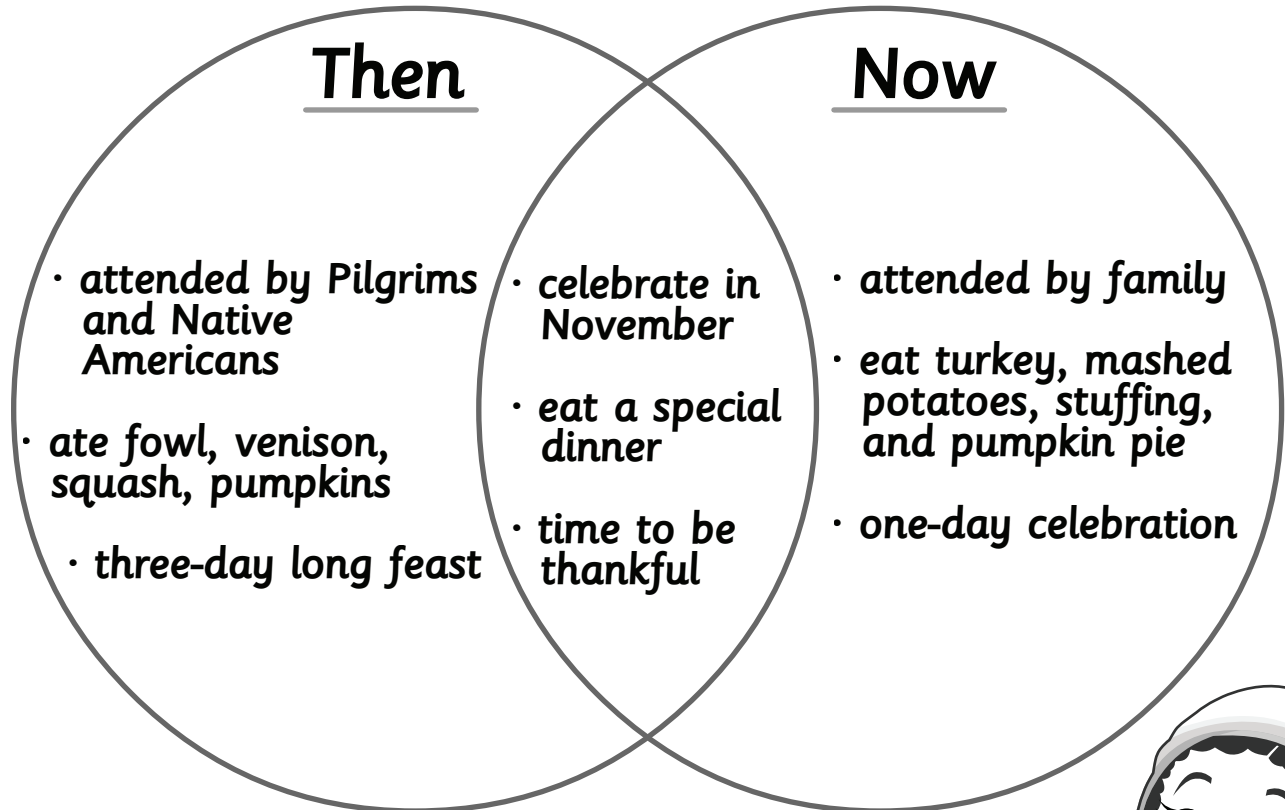 Then
· attended by Pilgrims
and Native
Americans
· ate fowl, venison,
squash, pumpkins
· three-day long feast
· celebrate in
November
· eat a special
dinner
· time to be
thankful
Now
· attended by family
· eat turkey, mashed
potatoes, stuffing,
and pumpkin pie
· one-day celebration